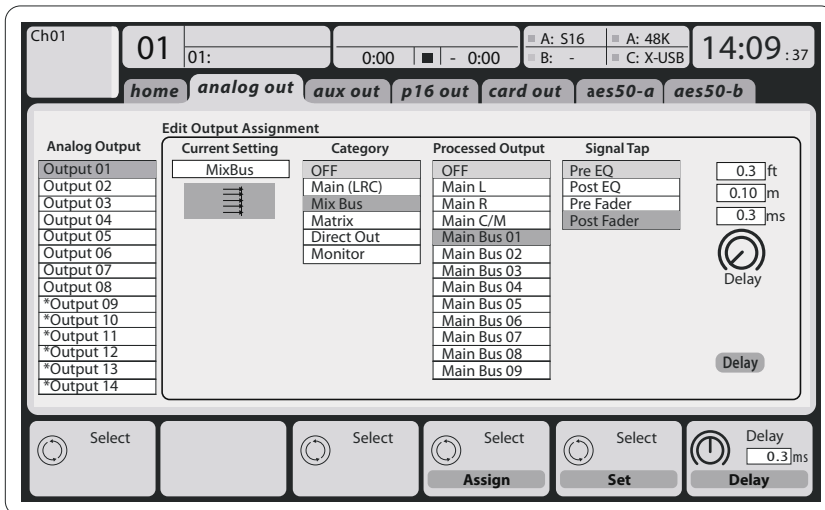 Ch01
01
01:
0:00 - 0:00
A: S16 A: 48K
B: - C: X-USB
14:09 :37
home analog out aux out p16 out card out aes50-a aes50-b
Edit Output Assignment
Analog Output Current Setting Category Processed Output Signal Tap
Output 01 MixBus OFF OFF Pre EQ 0.3 ft
Output 02 Main (LRC) Main L Post EQ 0.10 m
Output 03 Mix Bus Main R Pre Fader 0.3 ms
Output 04 Matrix Main C/M Post Fader
Output 05 Direct Out Main Bus 01
Output 06 Monitor Main Bus 02
Output 07 Main Bus 03 Delay
Output 08 Main Bus 04
*Output 09 Main Bus 05
*Output 10 Main Bus 06
*Output 11 Main Bus 07
*Output 12 Main Bus 08 Delay
*Output 13 Main Bus 09
*Output 14
Select Select Select Select Delay
0.3 ms
Assign Set Delay